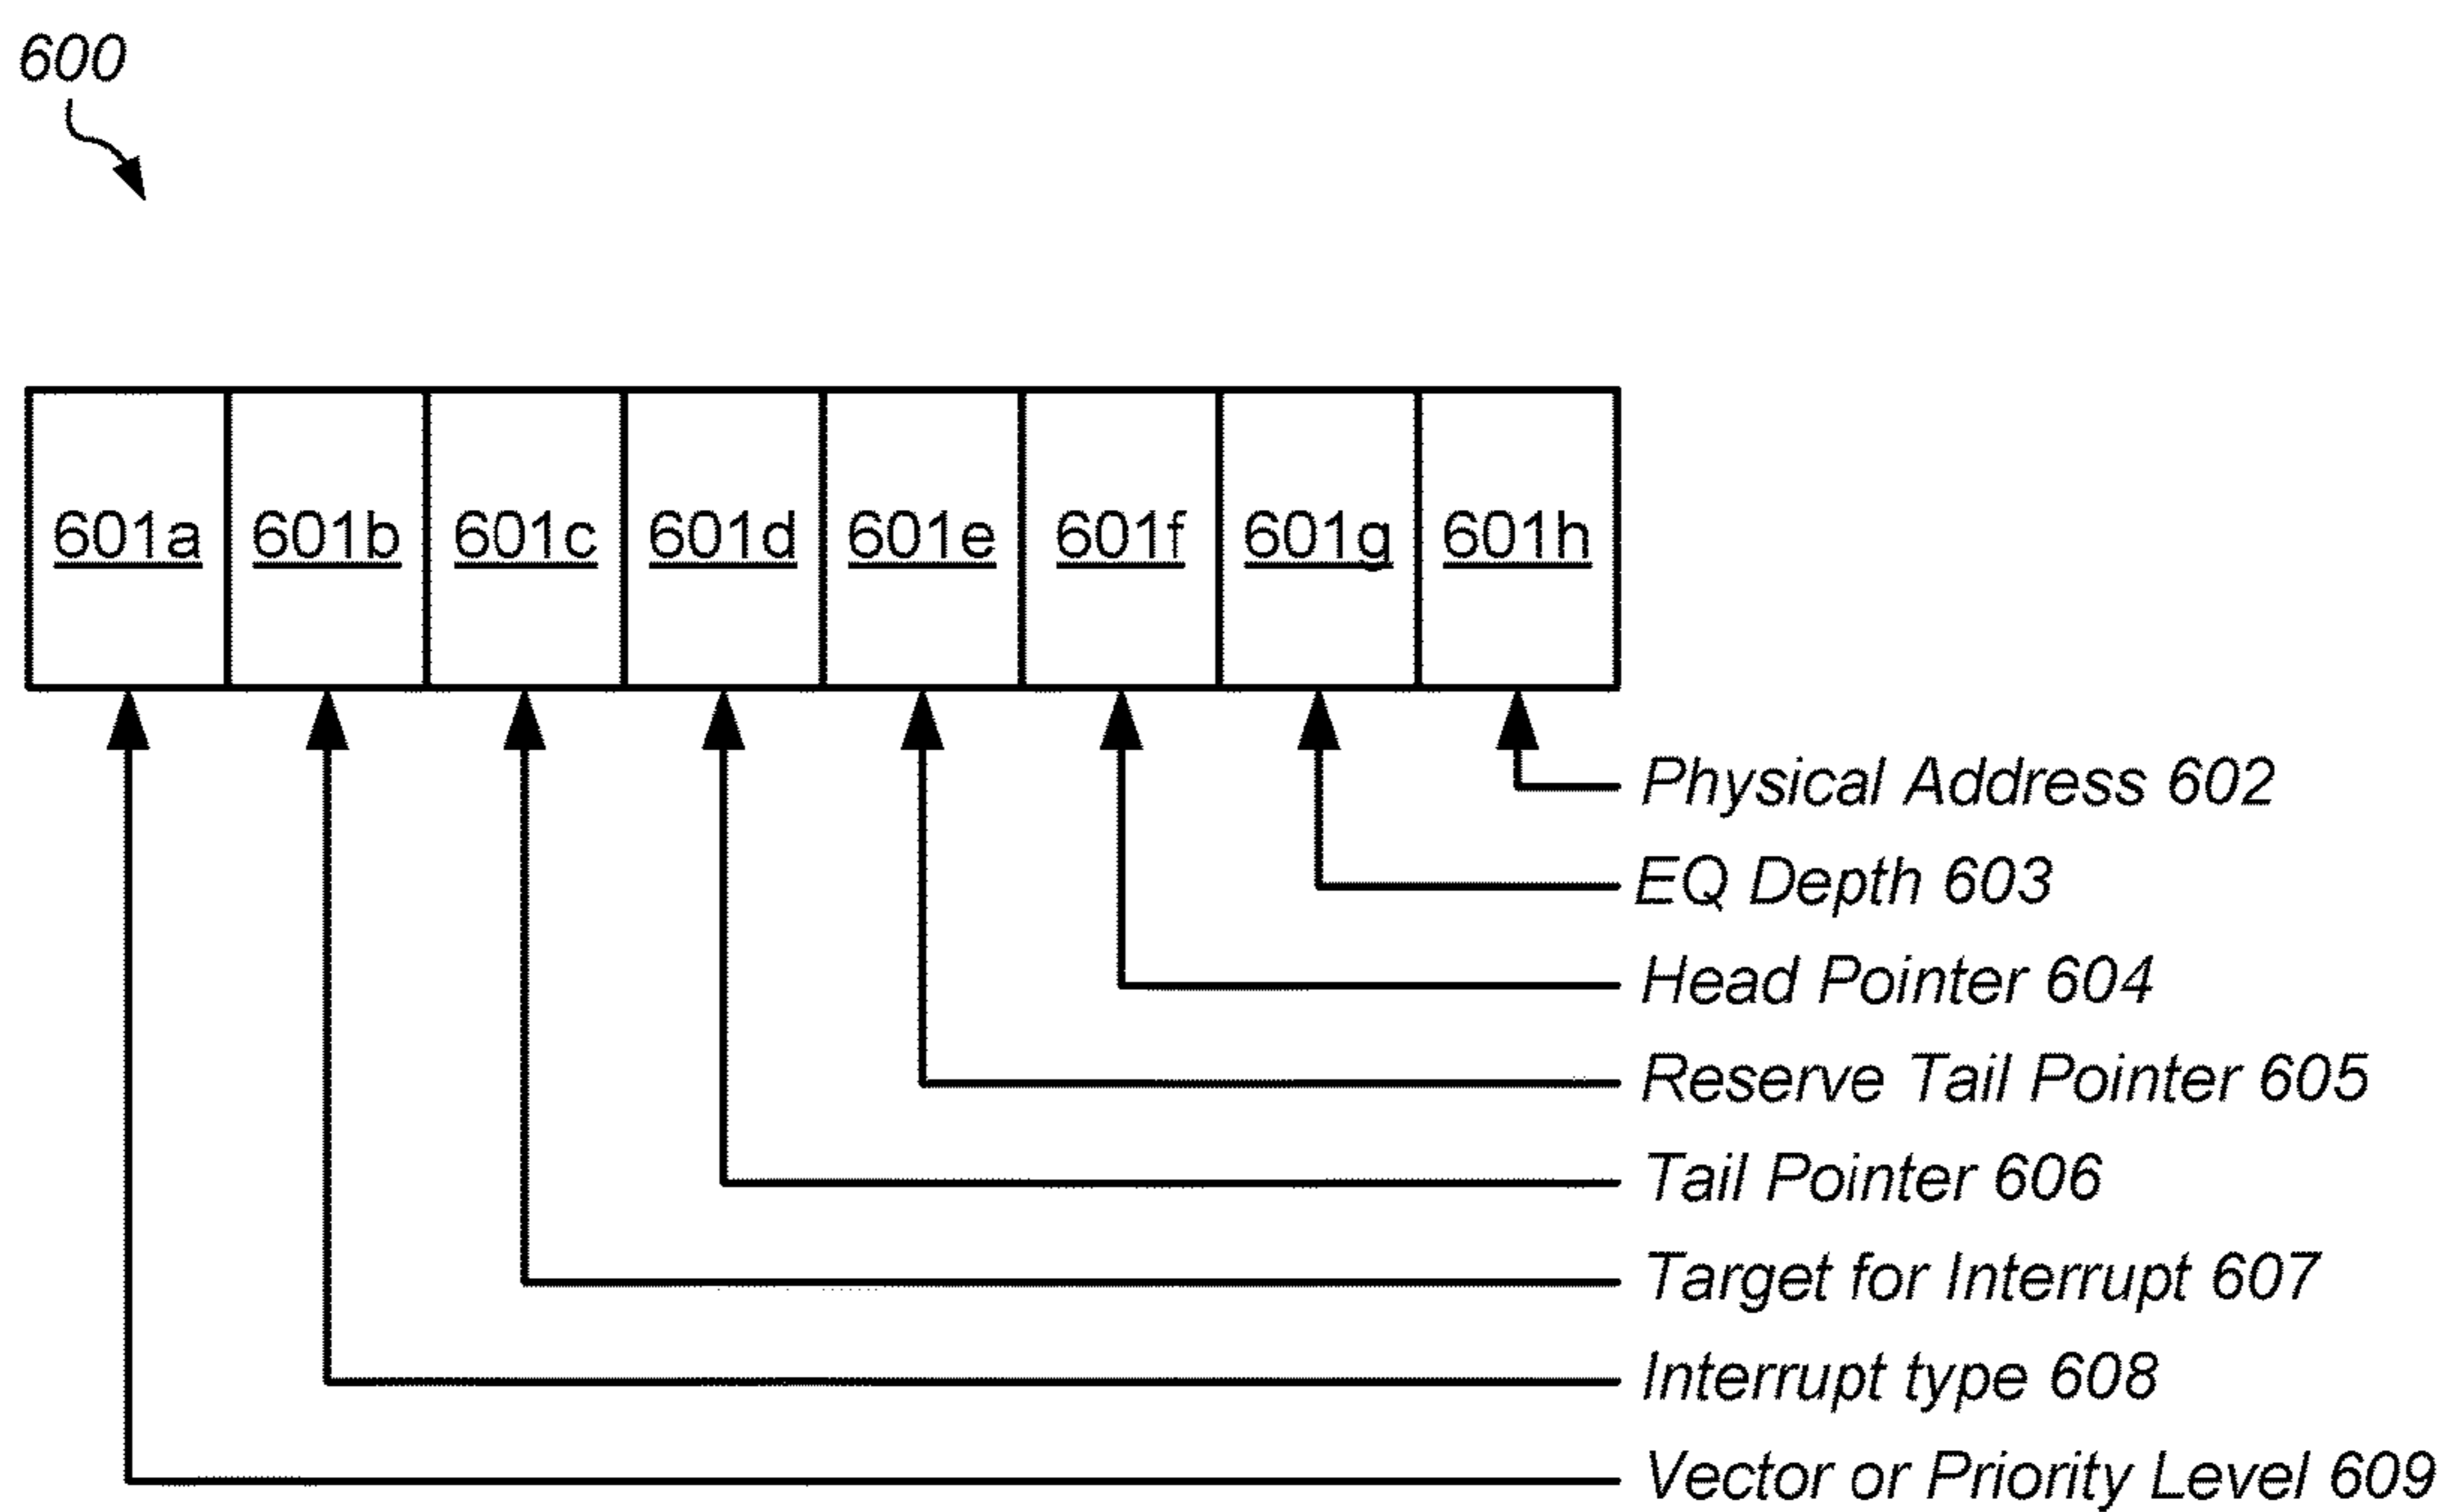 600
601a 601b 601c 601d 601e 601f 601g 601h
Physical Address 602
EQ Depth 603
Head Pointer 604
Reserve Tail Pointer 605
Tail Pointer 606
Target for Interrupt 607
Interrupt type 608
Vector or Priority Level 609